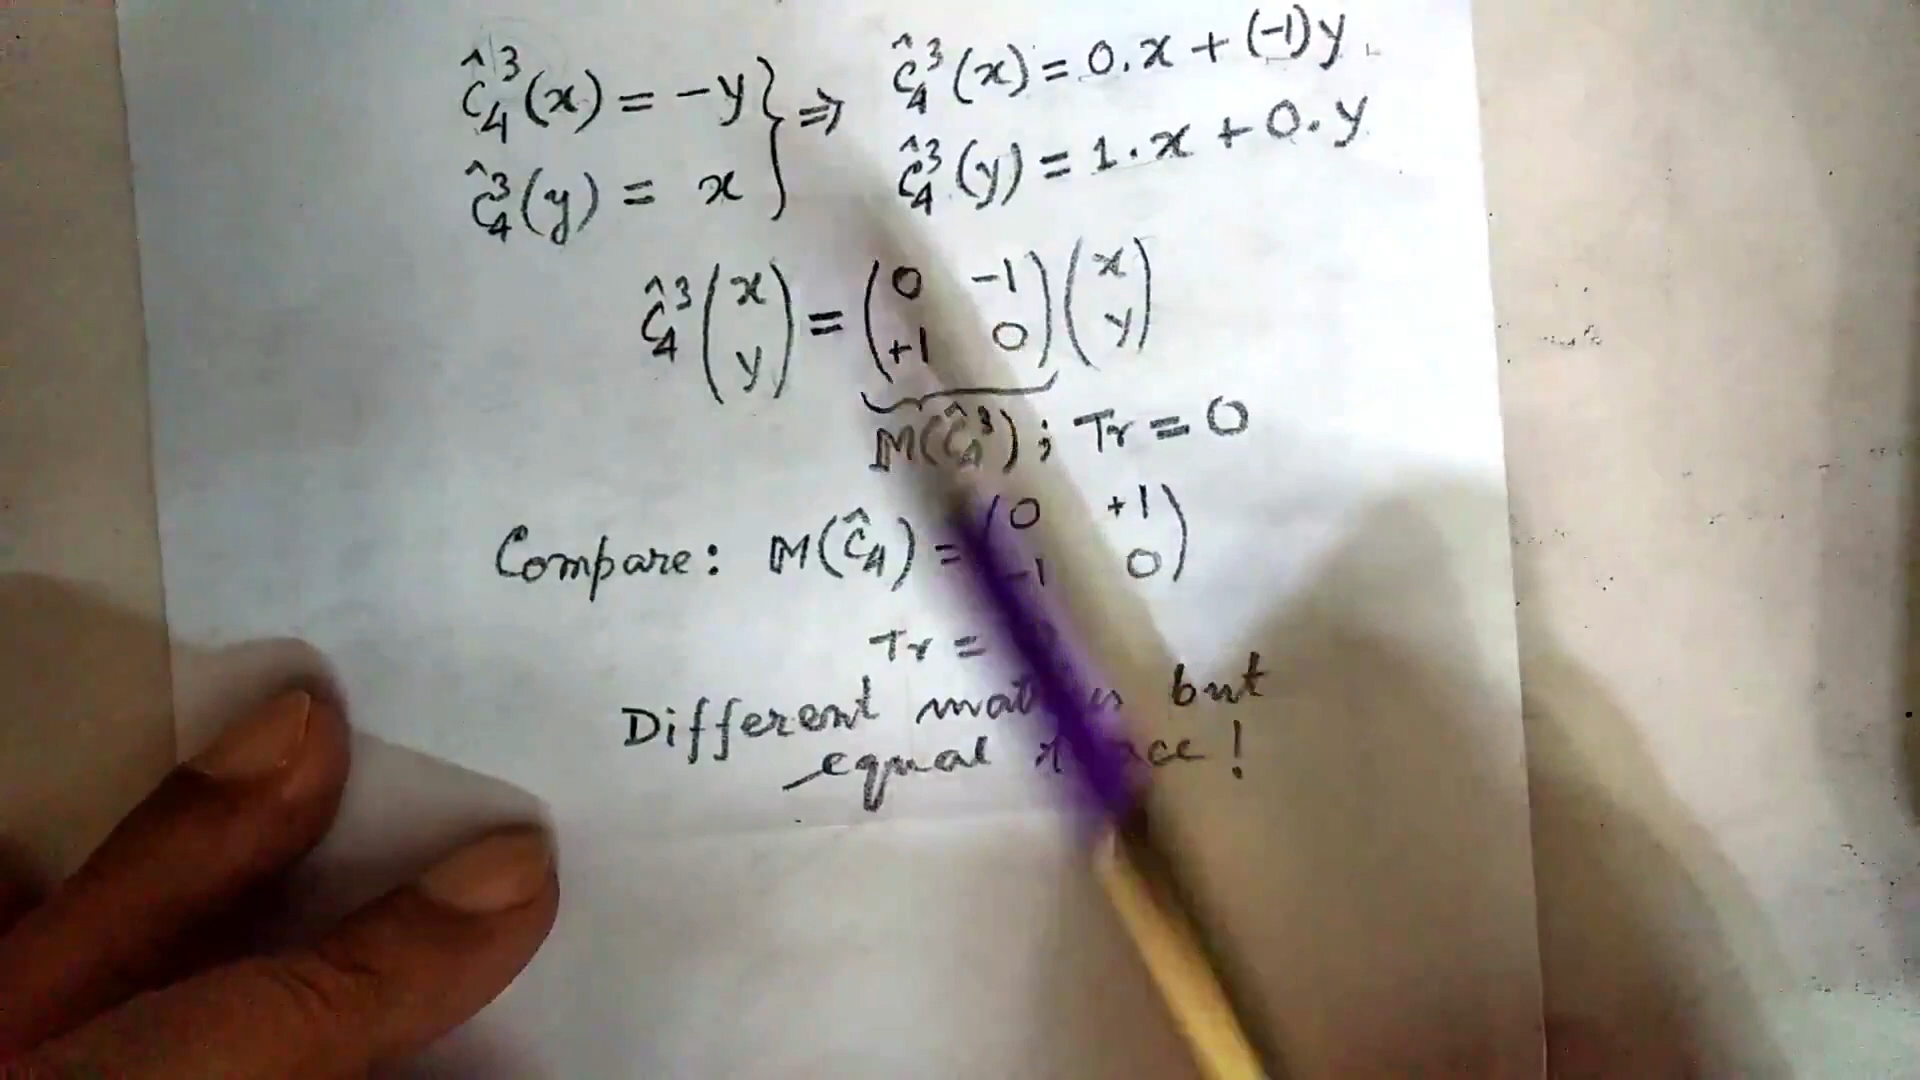 Ĉ₄³(x) = -y } ⇒ Ĉ₄³(x) = 0.x + (-1)y
Ĉ₄³(y) = x } Ĉ₄³(y) = 1.x + 0.y
Ĉ₄³ (x y) = (0 -1 +1 0) (x y)
M(Ĉ₄³) ; Tr = 0
Compare: M(Ĉ₄) = (0 +1 -1 0)
Tr =
Different but
equal !